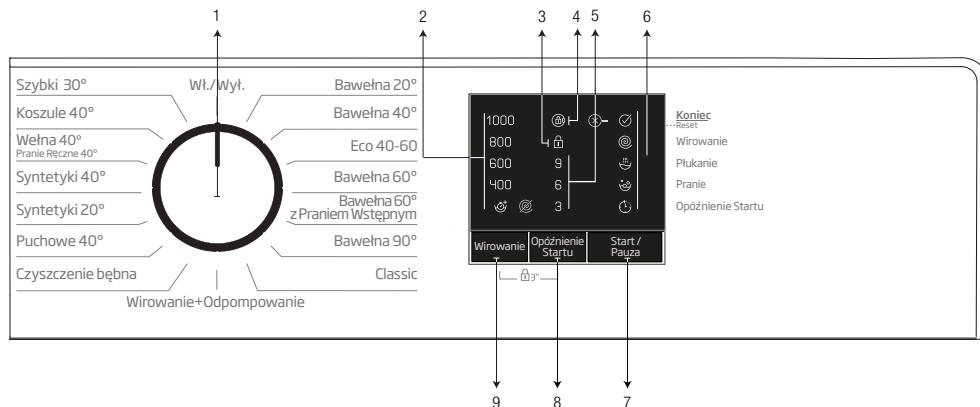 1
2
3
4
5
6
Wł./Wył.
Szybki 30°
Koszule 40°
Wełna 40°
Pranie Ręczne 40°
Syntetyki 40°
Syntetyki 20°
Puchowe 40°
Czyszczenie bębna
Wirowanie+Odpompowanie
Bawełna 20°
Bawełna 40°
Eco 40-60
Bawełna 60°
Bawełna 60°
z Praniem Wstępnym
Bawełna 90°
Classic
1000
800
600
400
9
6
3
Koniec
Reset
Wirowanie
Płukanie
Pranie
Opóźnienie Startu
Wirowanie
Opóźnienie
Startu
Start /
Pauza
3"
9
8
7